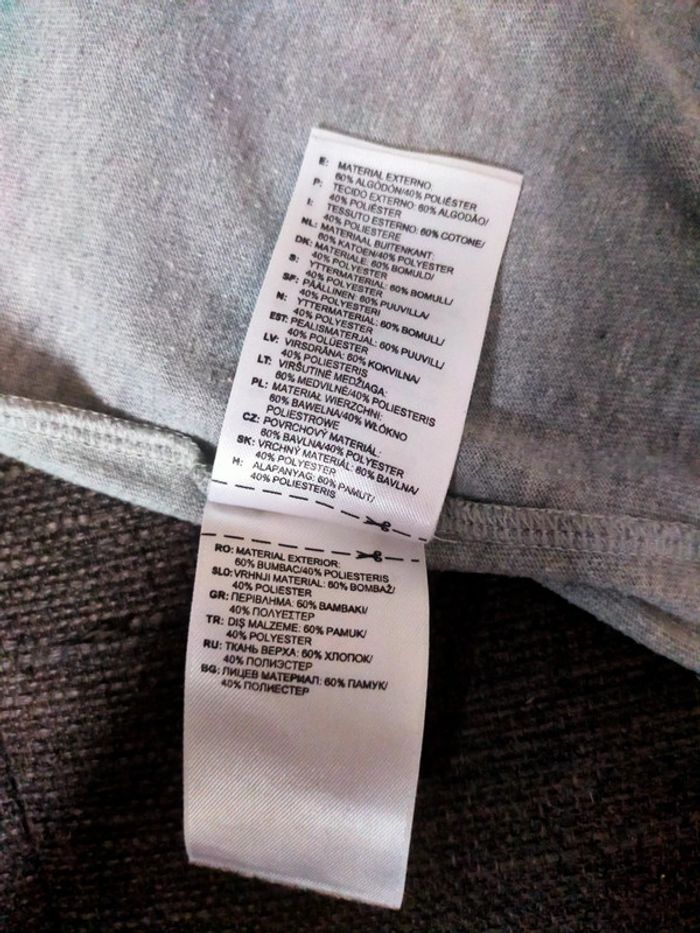 E: MATERIAL EXTERNO
60% ALGODÓN/40% POLIÉSTER
P: TECIDO EXTERNO: 60% ALGODÃO/
40% POLIÉSTER
I: TESSUTO ESTERNO: 60% COTONE/
40% POLIESTERE
NL: MATERIAAL BUITENKANT:
60% KATOEN/40% POLYESTER
DK: MATERIALE: 60% BOMULD/
40% POLYESTER
S: YTTERMATERIAL: 60% BOMULL/
40% POLYESTER
SF: PÄÄLLINEN: 60% PUUVILLA/
40% POLYESTERI
N: YTTERMATERIAL: 60% BOMULL/
40% POLYESTER
EST: PEALISMATERJAL: 60% PUUVILL/
40% POLÜESTER
LV: VIRSDRĀNA: 60% KOKVILNA/
40% POLIESTERIS
LT: VIRŠUTINĖ MEDŽIAGA:
60% MEDVILNĖ/40% POLIESTERIS
PL: MATERIAŁ WIERZCHNI:
60% BAWEŁNA/40% WŁÓKNO
POLIESTROWE
CZ: POVRCHOVÝ MATERIÁL:
60% BAVLNA/40% POLYESTER
SK: VRCHNÝ MATERIÁL: 60% BAVLNA/
40% POLYESTER
H: ALAPANYAG: 60% PAMUT/
40% POLIESTERIS
RO: MATERIAL EXTERIOR:
60% BUMBAC/40% POLIESTERIS
SLO: VRHNJI MATERIAL: 60% BOMBAŽ/
40% POLIESTER
GR: ΠΕΡΙΒΛΗΜΑ: 60% ΒΑΜΒΑΚΙ/
40% ΠΟΛΥΕΣΤΕΡ
TR: DIŞ MALZEME: 60% PAMUK/
40% POLYESTER
RU: ТКАНЬ ВЕРХА: 60% ХЛОПОК/
40% ПОЛИЭСТЕР
BG: ЛИЦЕВ МАТЕРИАЛ: 60% ПАМУК/
40% ПОЛИЕСТЕР